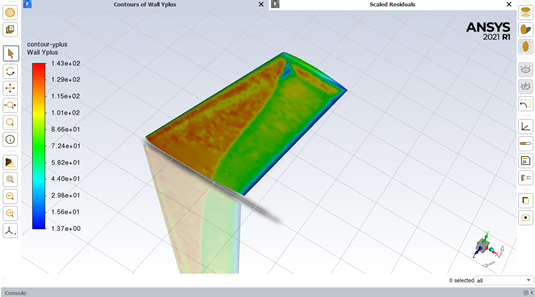 Contours of Wall Yplus
Scaled Residuals
contour-yplus
Wall Yplus
1.43e+02
1.29e+02
1.15e+02
1.01e+02
8.66e+01
7.24e+01
5.82e+01
4.40e+01
2.98e+01
1.56e+01
1.37e+00
ANSYS
2021 R1
0 selected all
Console